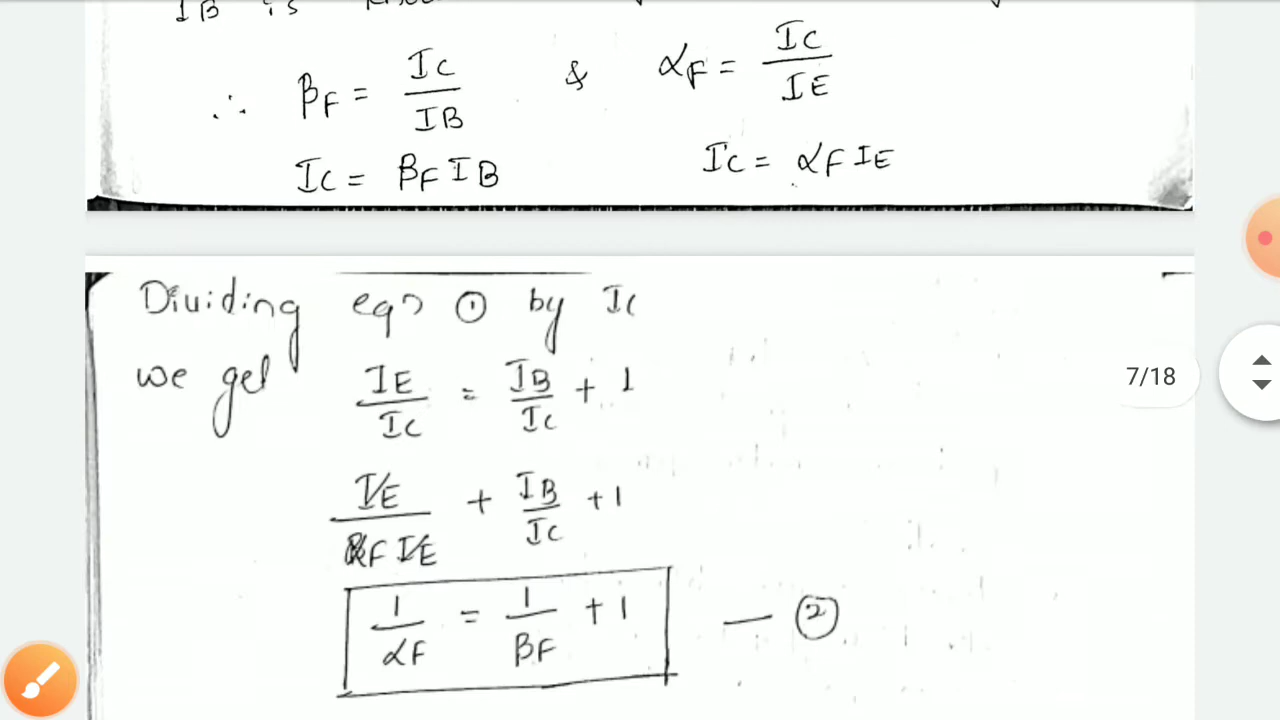 IB is
∴ βF = IC/IB & αF = IC/IE
IC = βF IB IC = αF IE
Dividing eqn ① by IC
we get IE/IC = IB/IC + 1
IE/αF IE + IB/IC + 1
1/αF = 1/βF + 1 — ②
7/18